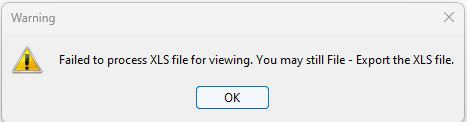 Warning
Failed to process XLS file for viewing. You may still File - Export the XLS file.
OK